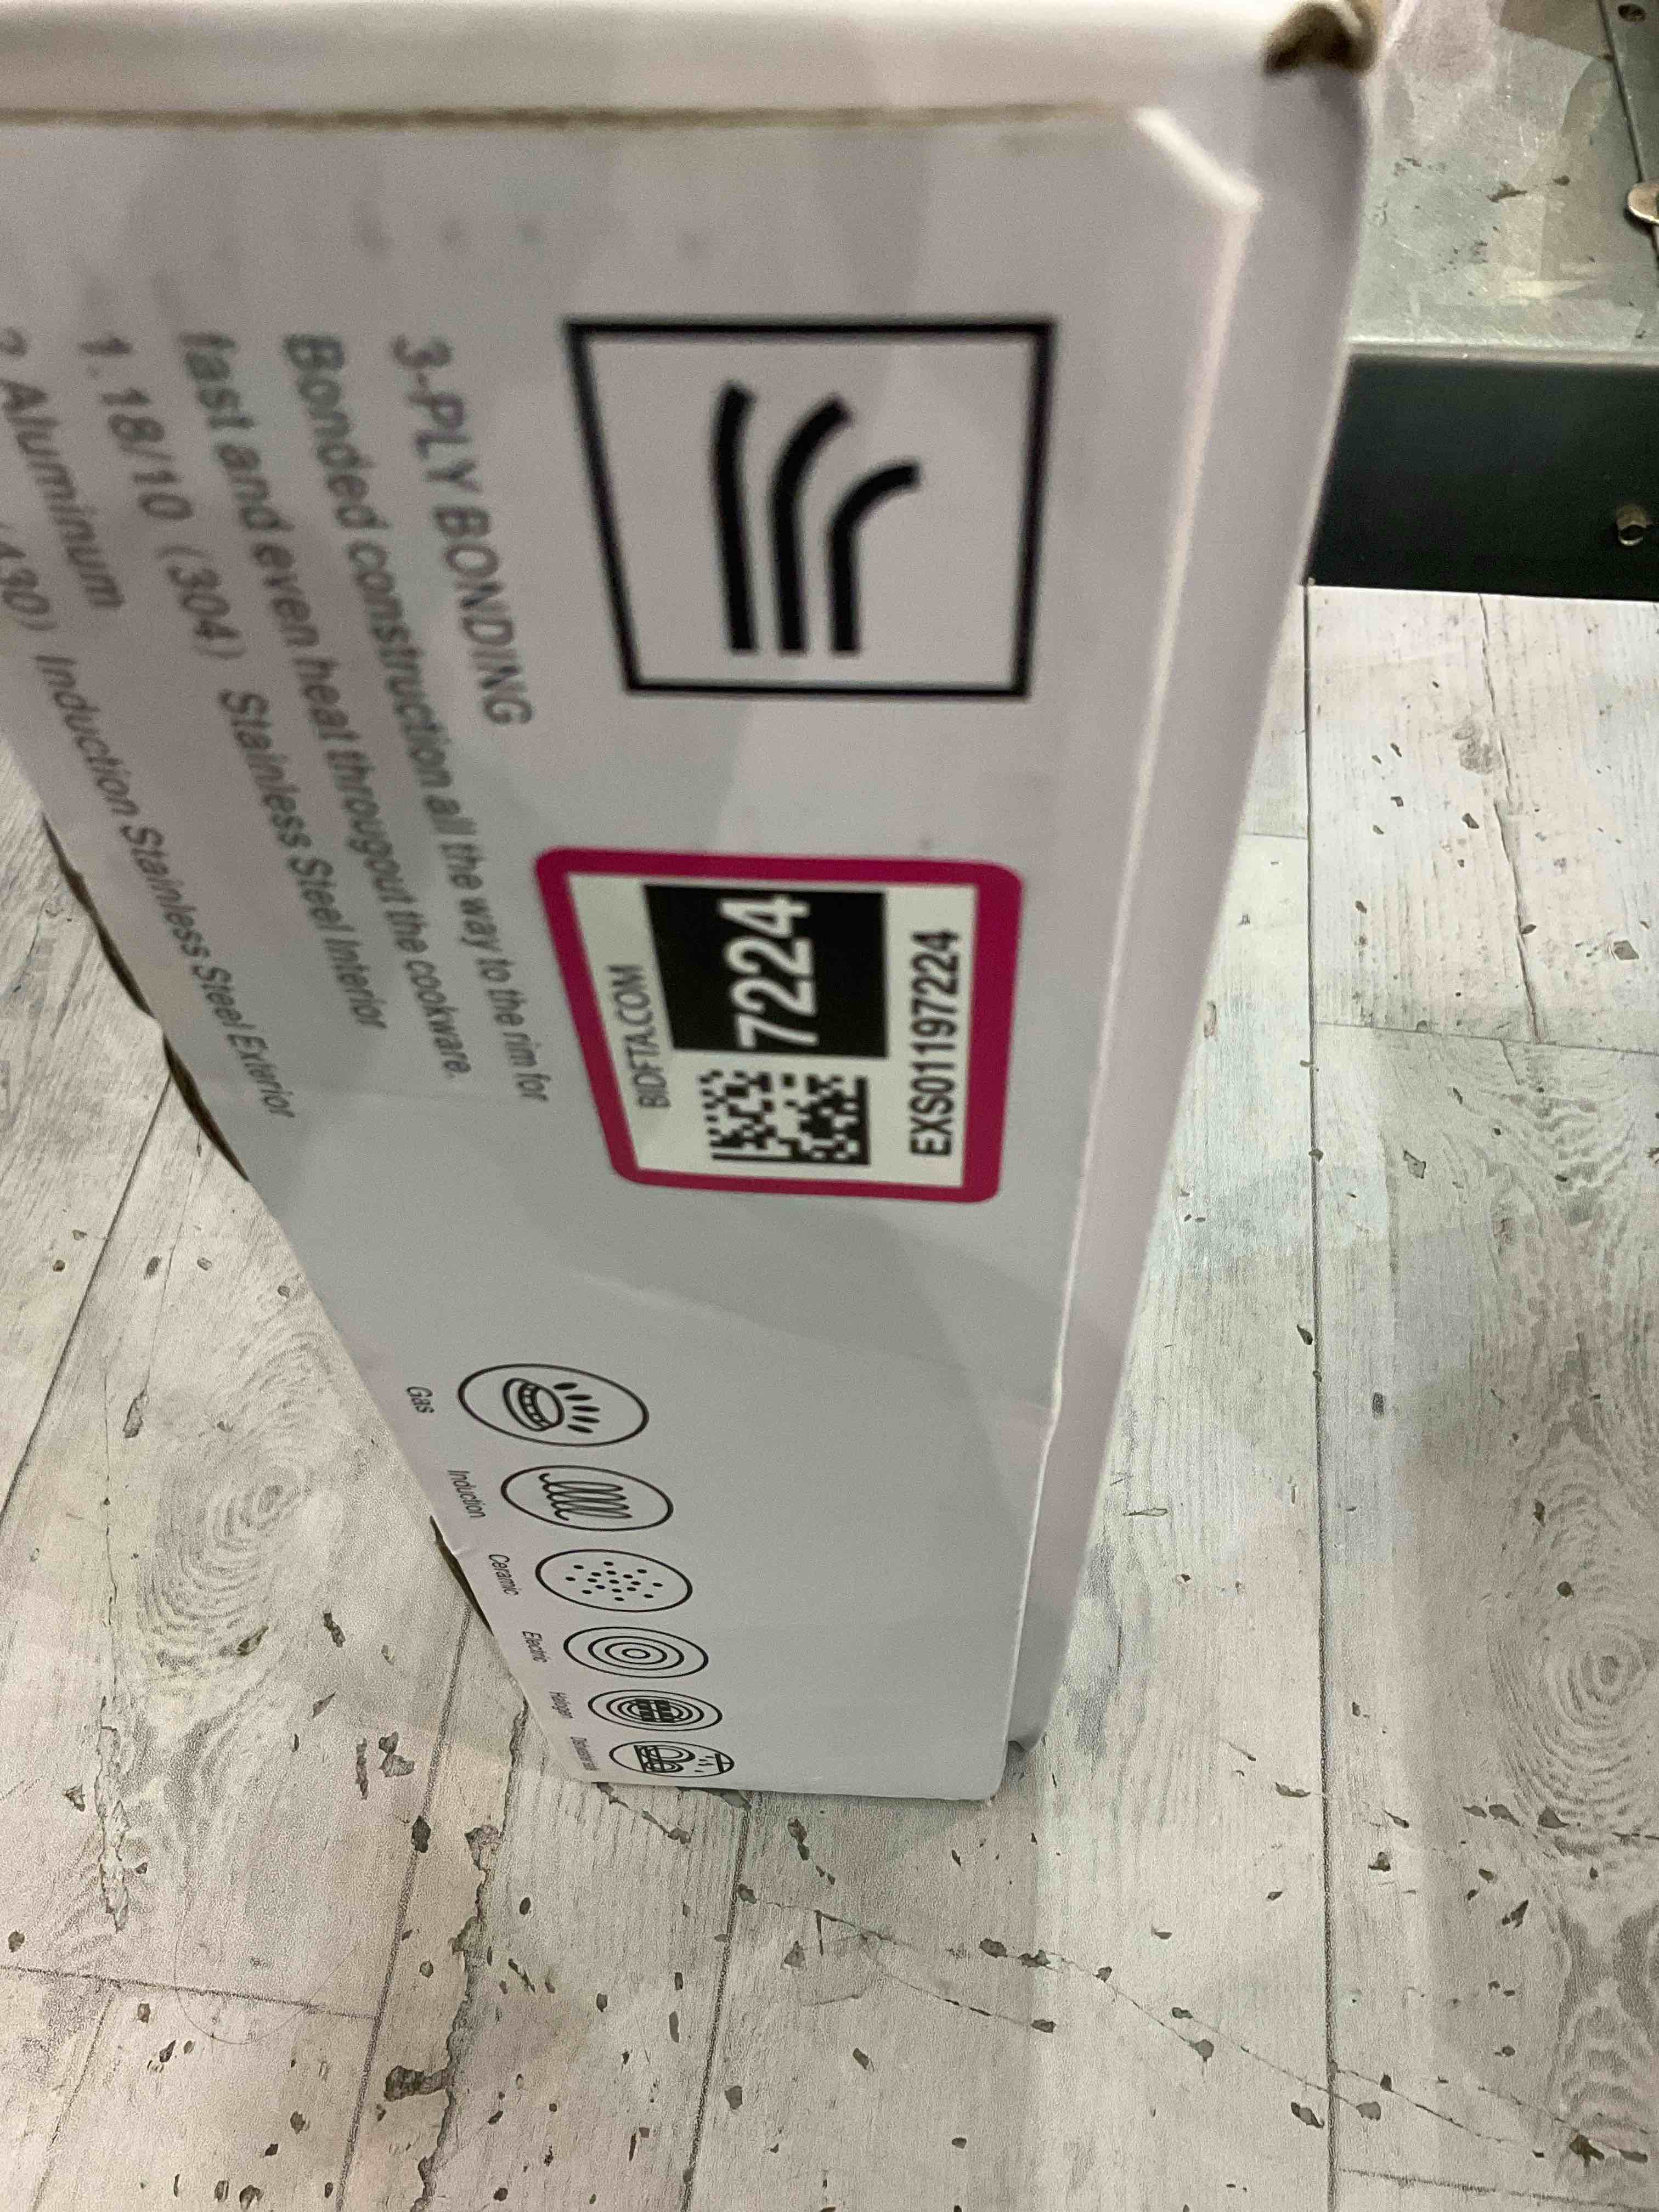 3-PLY BONDING
Bonded construction all the way to the rim for
fast and even heat througout the cookware.
1. 18/10 (304) Stainless Steel Interior
2 Aluminum
(430) Induction Stainless Steel Exterior
BIDFTA.COM
7224
EXS01197224
Gas
Induction
Ceramic
Electric
Halogen